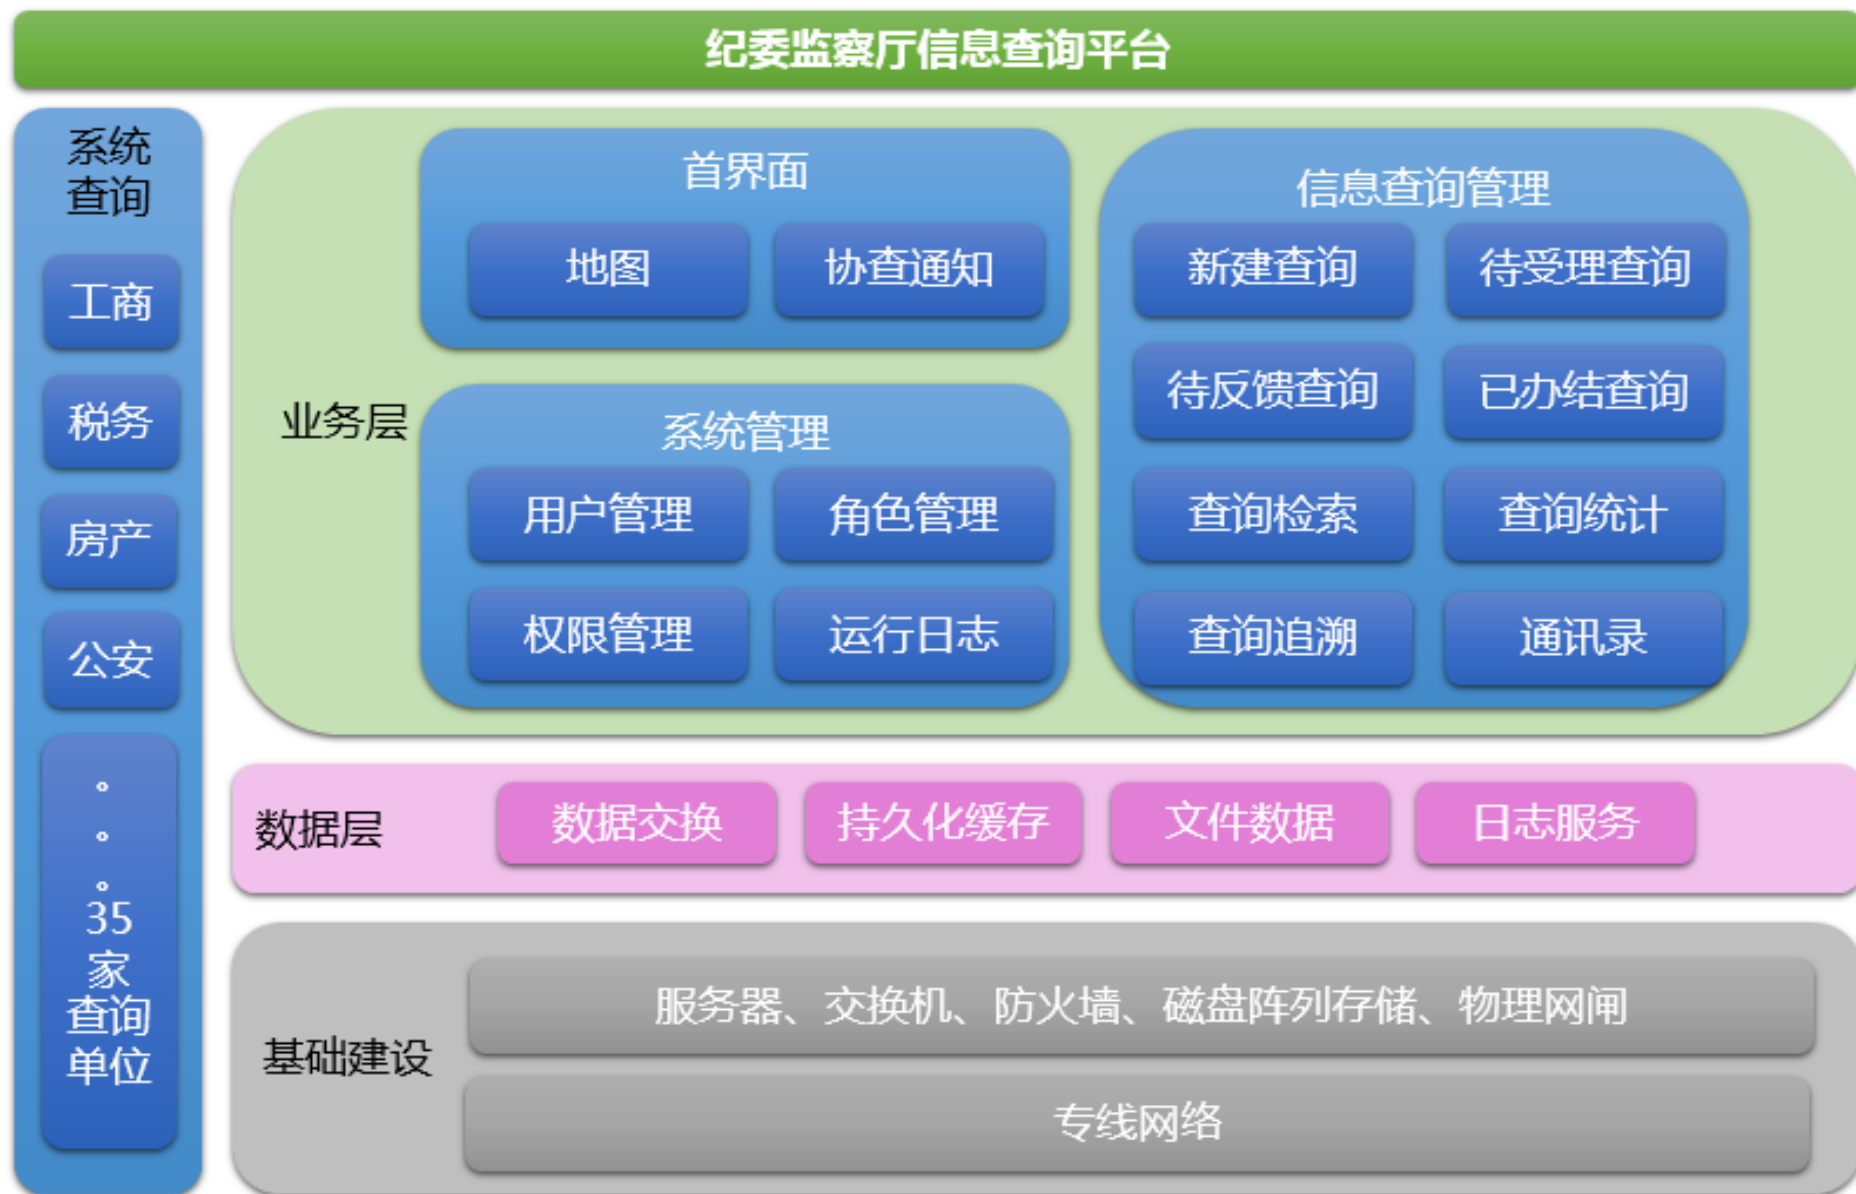 纪委监察厅信息查询平台
系统
查询
工商
税务
房产
公安
。
。
。
35
家
查询
单位
业务层
首界面
地图
协查通知
系统管理
用户管理
角色管理
权限管理
运行日志
信息查询管理
新建查询
待受理查询
待反馈查询
已办结查询
查询检索
查询统计
查询追溯
通讯录
数据层
数据交换
持久化缓存
文件数据
日志服务
基础建设
服务器、交换机、防火墙、磁盘阵列存储、物理网闸
专线网络